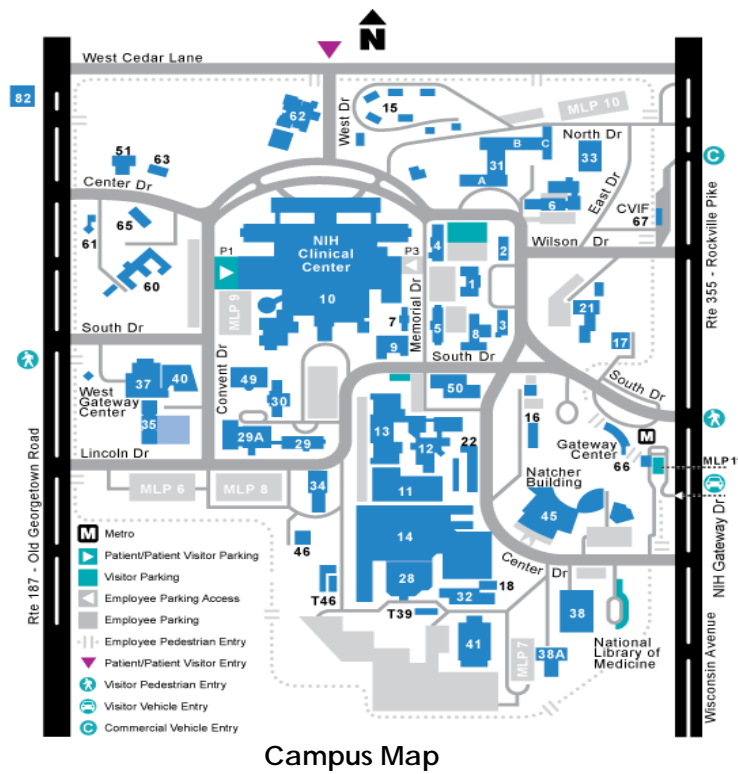 N
West Cedar Lane
82
West Dr
15
MLP 10
62
North Dr
B
C
31
33
A
51
63
Center Dr
East Dr
6
CVIF
67
61
65
60
NIH
Clinical
Center
10
P1
P3
4
2
Wilson Dr
Rte 355 - Rockville Pike
1
MLP 9
Memorial Dr
7
5
8
3
21
9
17
South Dr
South Dr
South Dr
West
Gateway
Center
37
40
Convent Dr
49
30
50
35
16
13
22
12
29A
29
Gateway
Center
66
M
MLP 11
Lincoln Dr
Natcher
Building
MLP 6
MLP 8
34
11
45
NIH Gateway Dr
46
14
Center Dr
28
18
32
T46
T39
38
National
Library of
Medicine
41
MLP 7
38A
Rte 187 - Old Georgetown Road
Wisconsin Avenue
M Metro
Patient/Patient Visitor Parking
Visitor Parking
Employee Parking Access
Employee Parking
Employee Pedestrian Entry
Patient/Patient Visitor Entry
Visitor Pedestrian Entry
Visitor Vehicle Entry
C Commercial Vehicle Entry
C
Campus Map